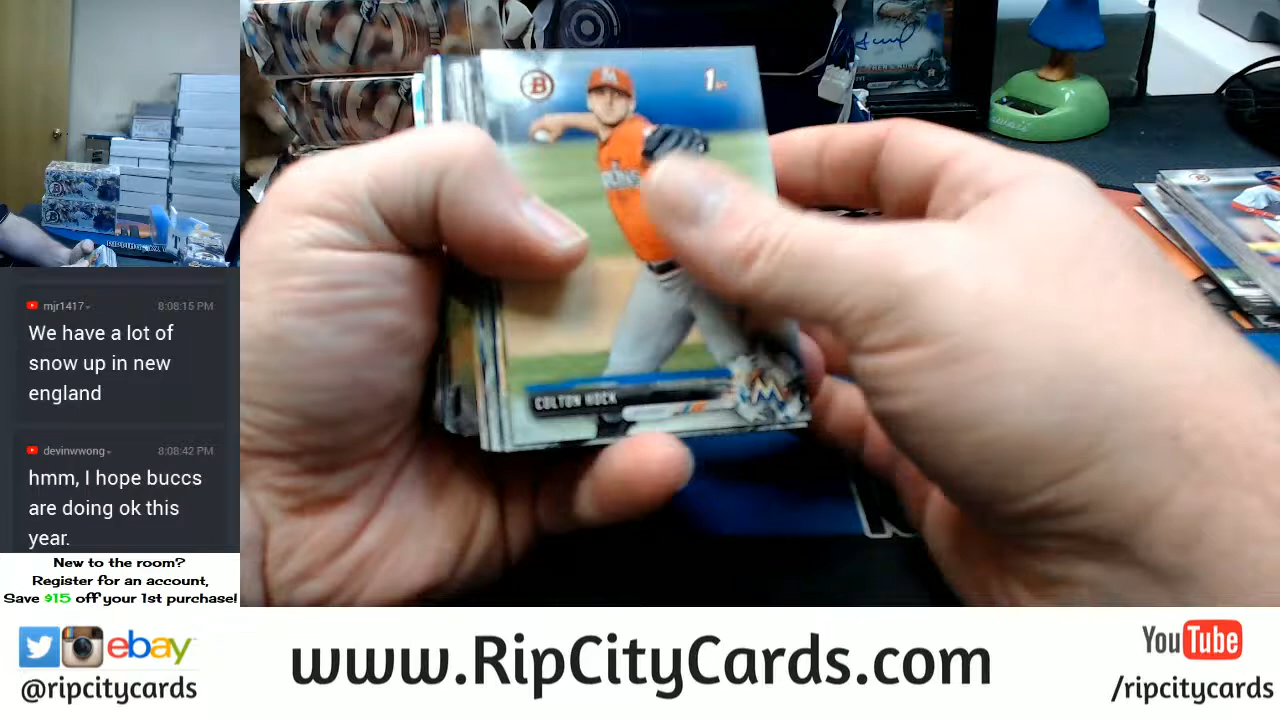 mjr1417
8:08:15 PM
We have a lot of
snow up in new
england
devinwwong
8:08:42 PM
hmm, I hope buccs
are doing ok this
year.
New to the room?
Register for an account,
Save $15 off your 1st purchase!
B
1st
COLTON HOCK
ebay
@ripcitycards
www.RipCityCards.com
YouTube
/ripcitycards